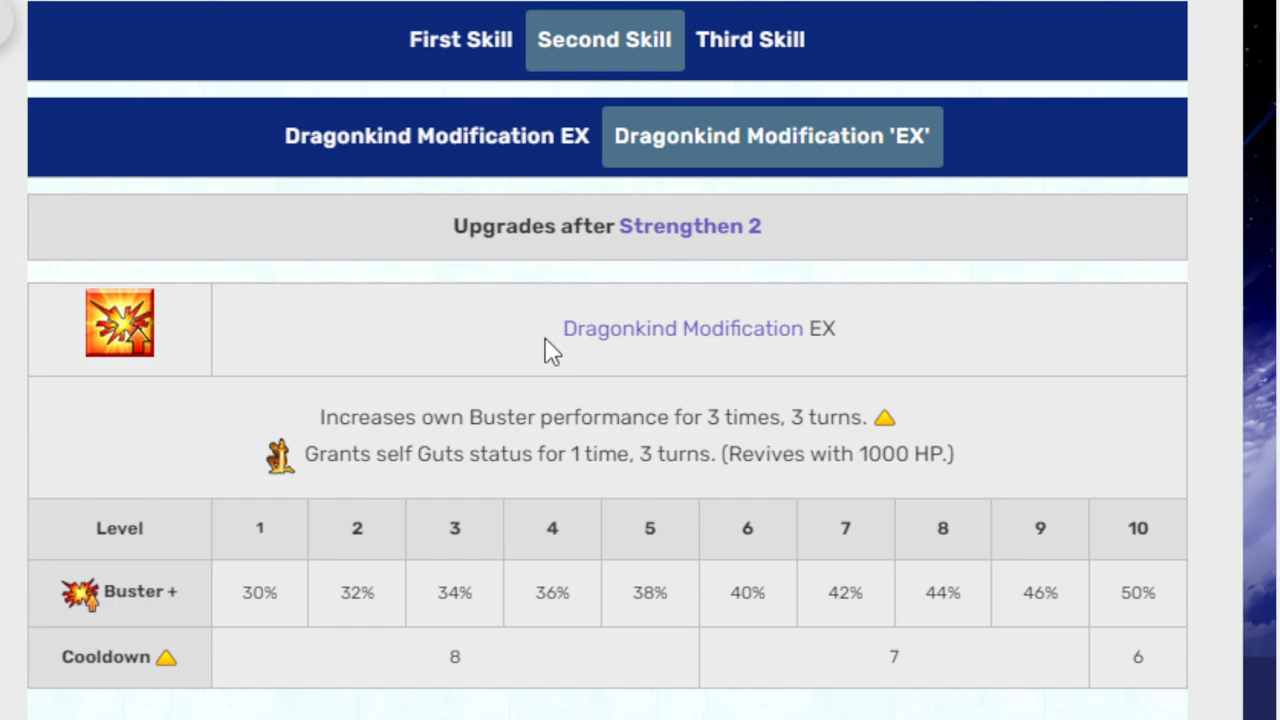 First Skill Second Skill Third Skill
Dragonkind Modification EX Dragonkind Modification 'EX'
Upgrades after Strengthen 2
Dragonkind Modification EX
Increases own Buster performance for 3 times, 3 turns.
Grants self Guts status for 1 time, 3 turns. (Revives with 1000 HP.)
Level 1 2 3 4 5 6 7 8 9 10
Buster + 30% 32% 34% 36% 38% 40% 42% 44% 46% 50%
Cooldown 8 7 6